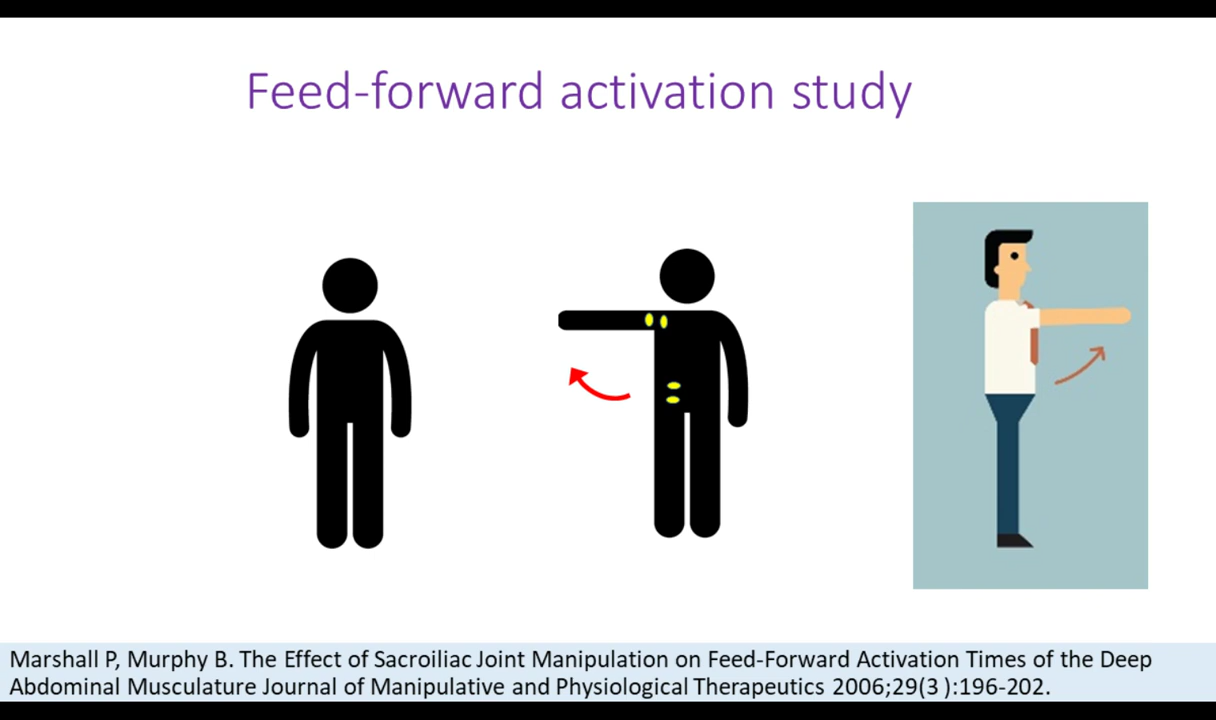 Feed-forward activation study
Marshall P, Murphy B. The Effect of Sacroiliac Joint Manipulation on Feed-Forward Activation Times of the Deep
Abdominal Musculature Journal of Manipulative and Physiological Therapeutics 2006;29(3 ):196-202.